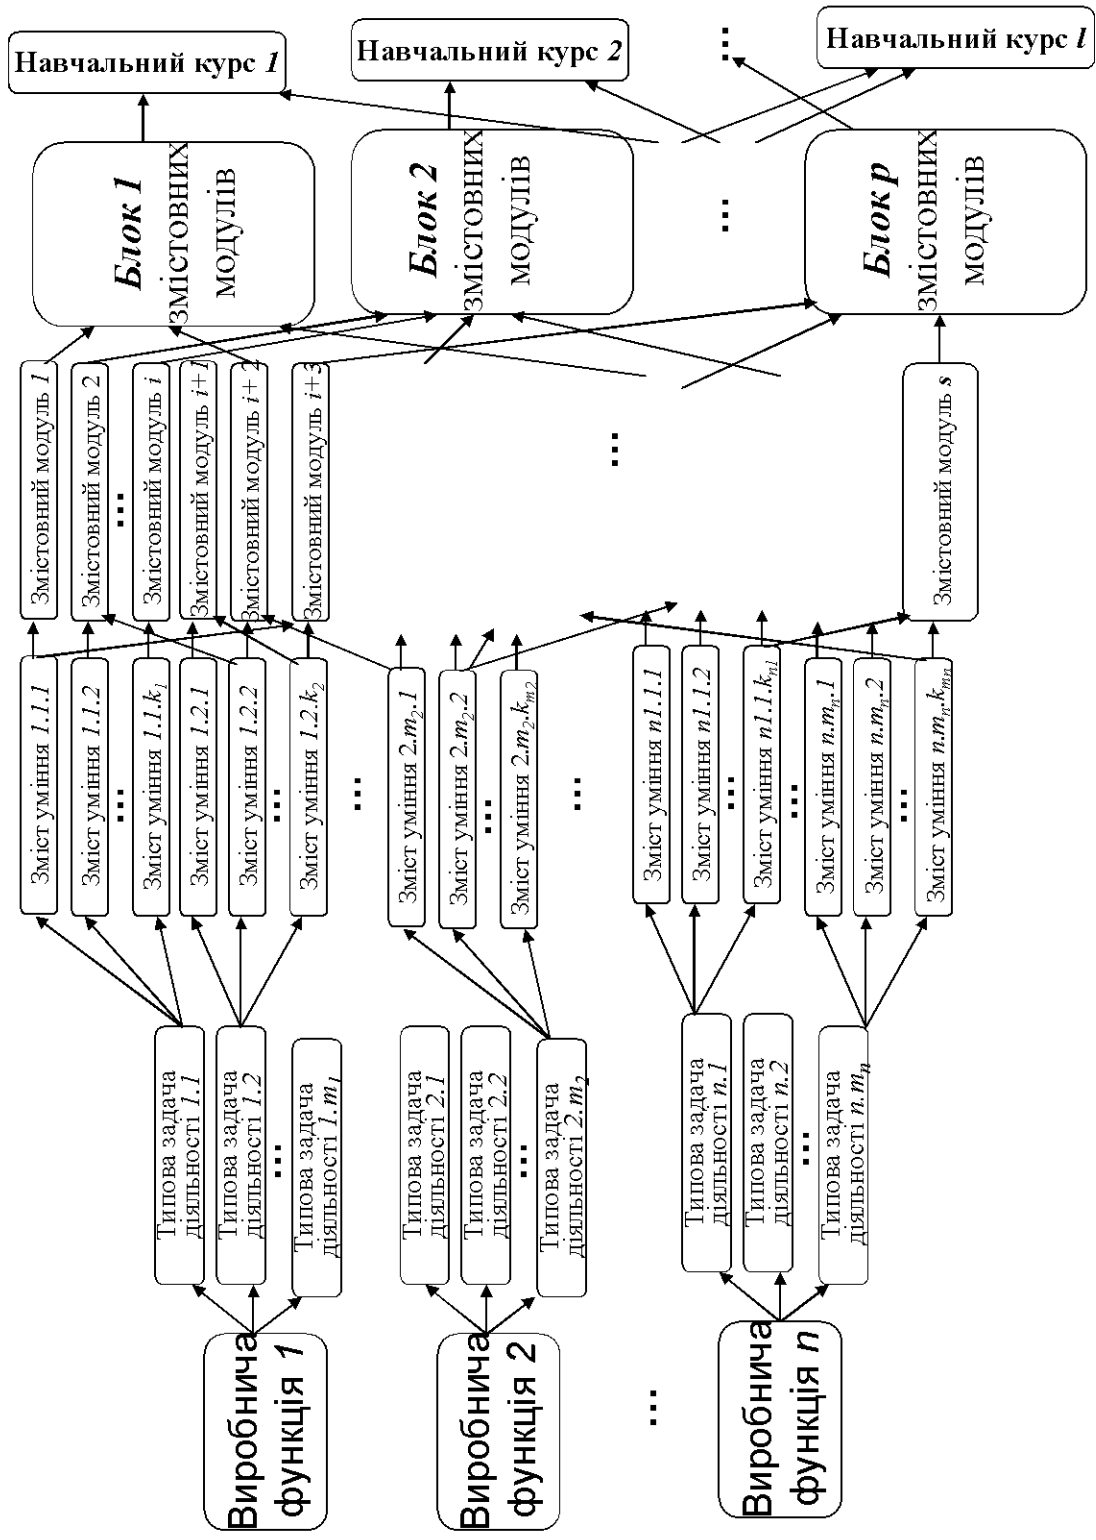 Навчальний курс 1
Навчальний курс 2
...
Навчальний курс l
Блок 1
змістовних
модулів
Блок 2
змістовних
модулів
...
Блок p
змістовних
модулів
Змістовний модуль 1
Змістовний модуль 2
...
Змістовний модуль i
Змістовний модуль i+1
Змістовний модуль i+2
Змістовний модуль i+3
...
Змістовний модуль s
Зміст уміння 1.1.1
Зміст уміння 1.1.2
...
Зміст уміння 1.1.k₁
Зміст уміння 1.2.1
Зміст уміння 1.2.2
...
Зміст уміння 1.2.k₂
...
Зміст уміння 2.m₂.1
Зміст уміння 2.m₂.2
...
Зміст уміння 2.m₂.kₘ₂
...
Зміст уміння n1.1.1
Зміст уміння n1.1.2
...
Зміст уміння n1.1.kₙ₁
...
Зміст уміння n.mₙ.1
Зміст уміння n.mₙ.2
...
Зміст уміння n.mₙ.kₘₙ
Типова задача
діяльності 1.1
Типова задача
діяльності 1.2
...
Типова задача
діяльності 1.m₁
Типова задача
діяльності 2.1
Типова задача
діяльності 2.2
...
Типова задача
діяльності 2.m₂
Типова задача
діяльності n.1
Типова задача
діяльності n.2
...
Типова задача
діяльності n.mₙ
Виробнича
функція 1
Виробнича
функція 2
...
Виробнича
функція n